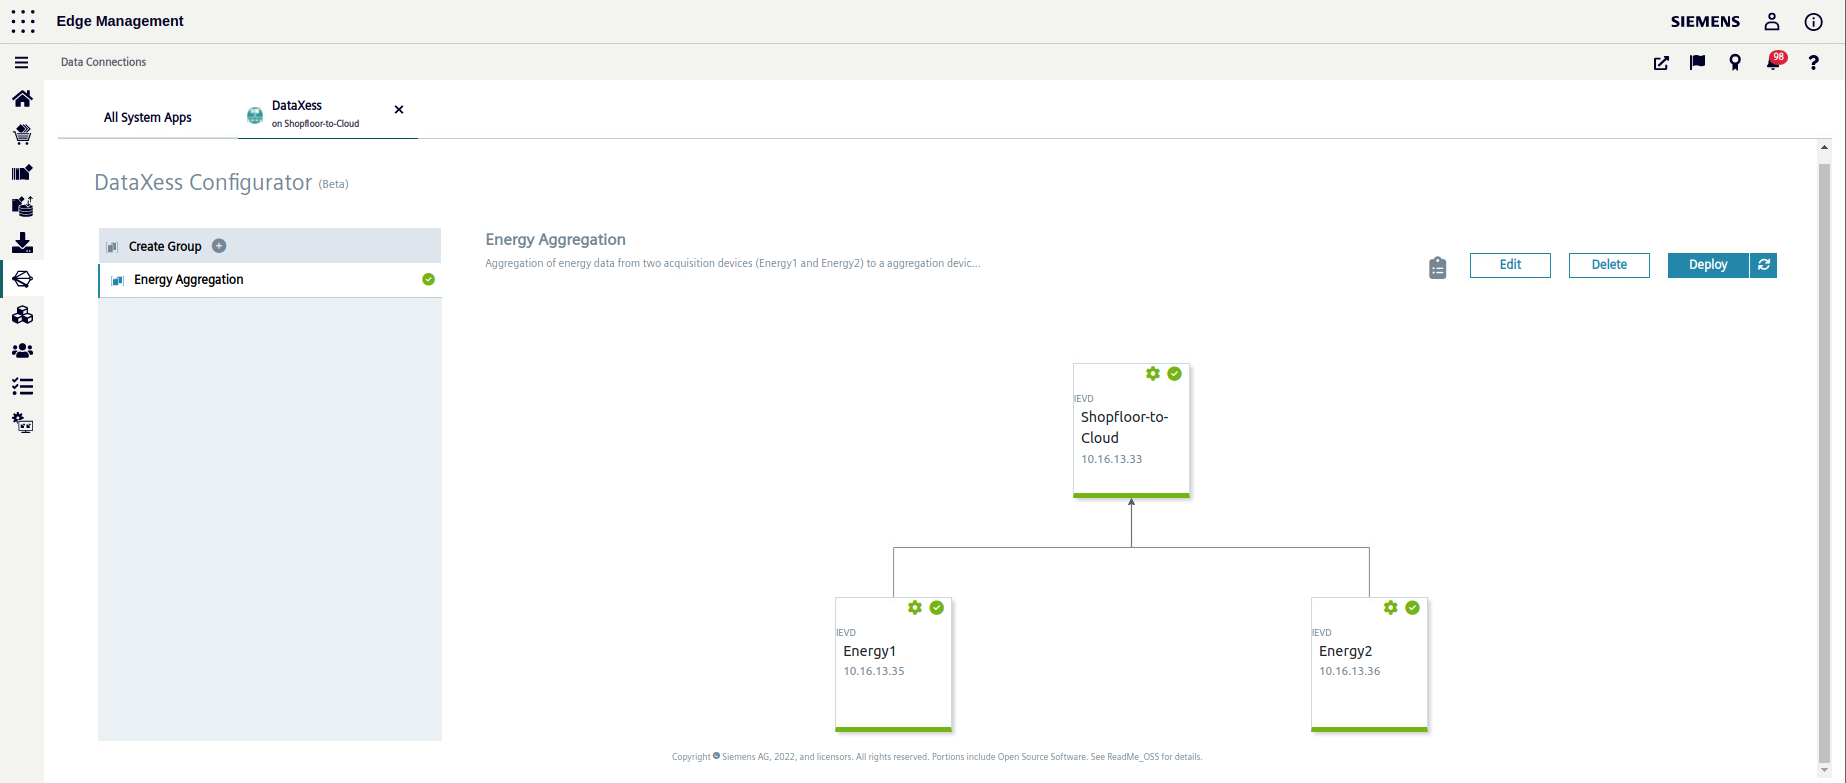 Edge Management
SIEMENS
Data Connections
98
All System Apps
DataXess
on Shopfloor-to-Cloud
DataXess Configurator (Beta)
Create Group
Energy Aggregation
Energy Aggregation
Aggregation of energy data from two acquisition devices (Energy1 and Energy2) to a aggregation devic...
Edit
Delete
Deploy
IEVD
Shopfloor-to-
Cloud
10.16.13.33
IEVD
Energy1
10.16.13.35
IEVD
Energy2
10.16.13.36
Copyright © Siemens AG, 2022, and licensors. All rights reserved. Portions include Open Source Software. See ReadMe_OSS for details.